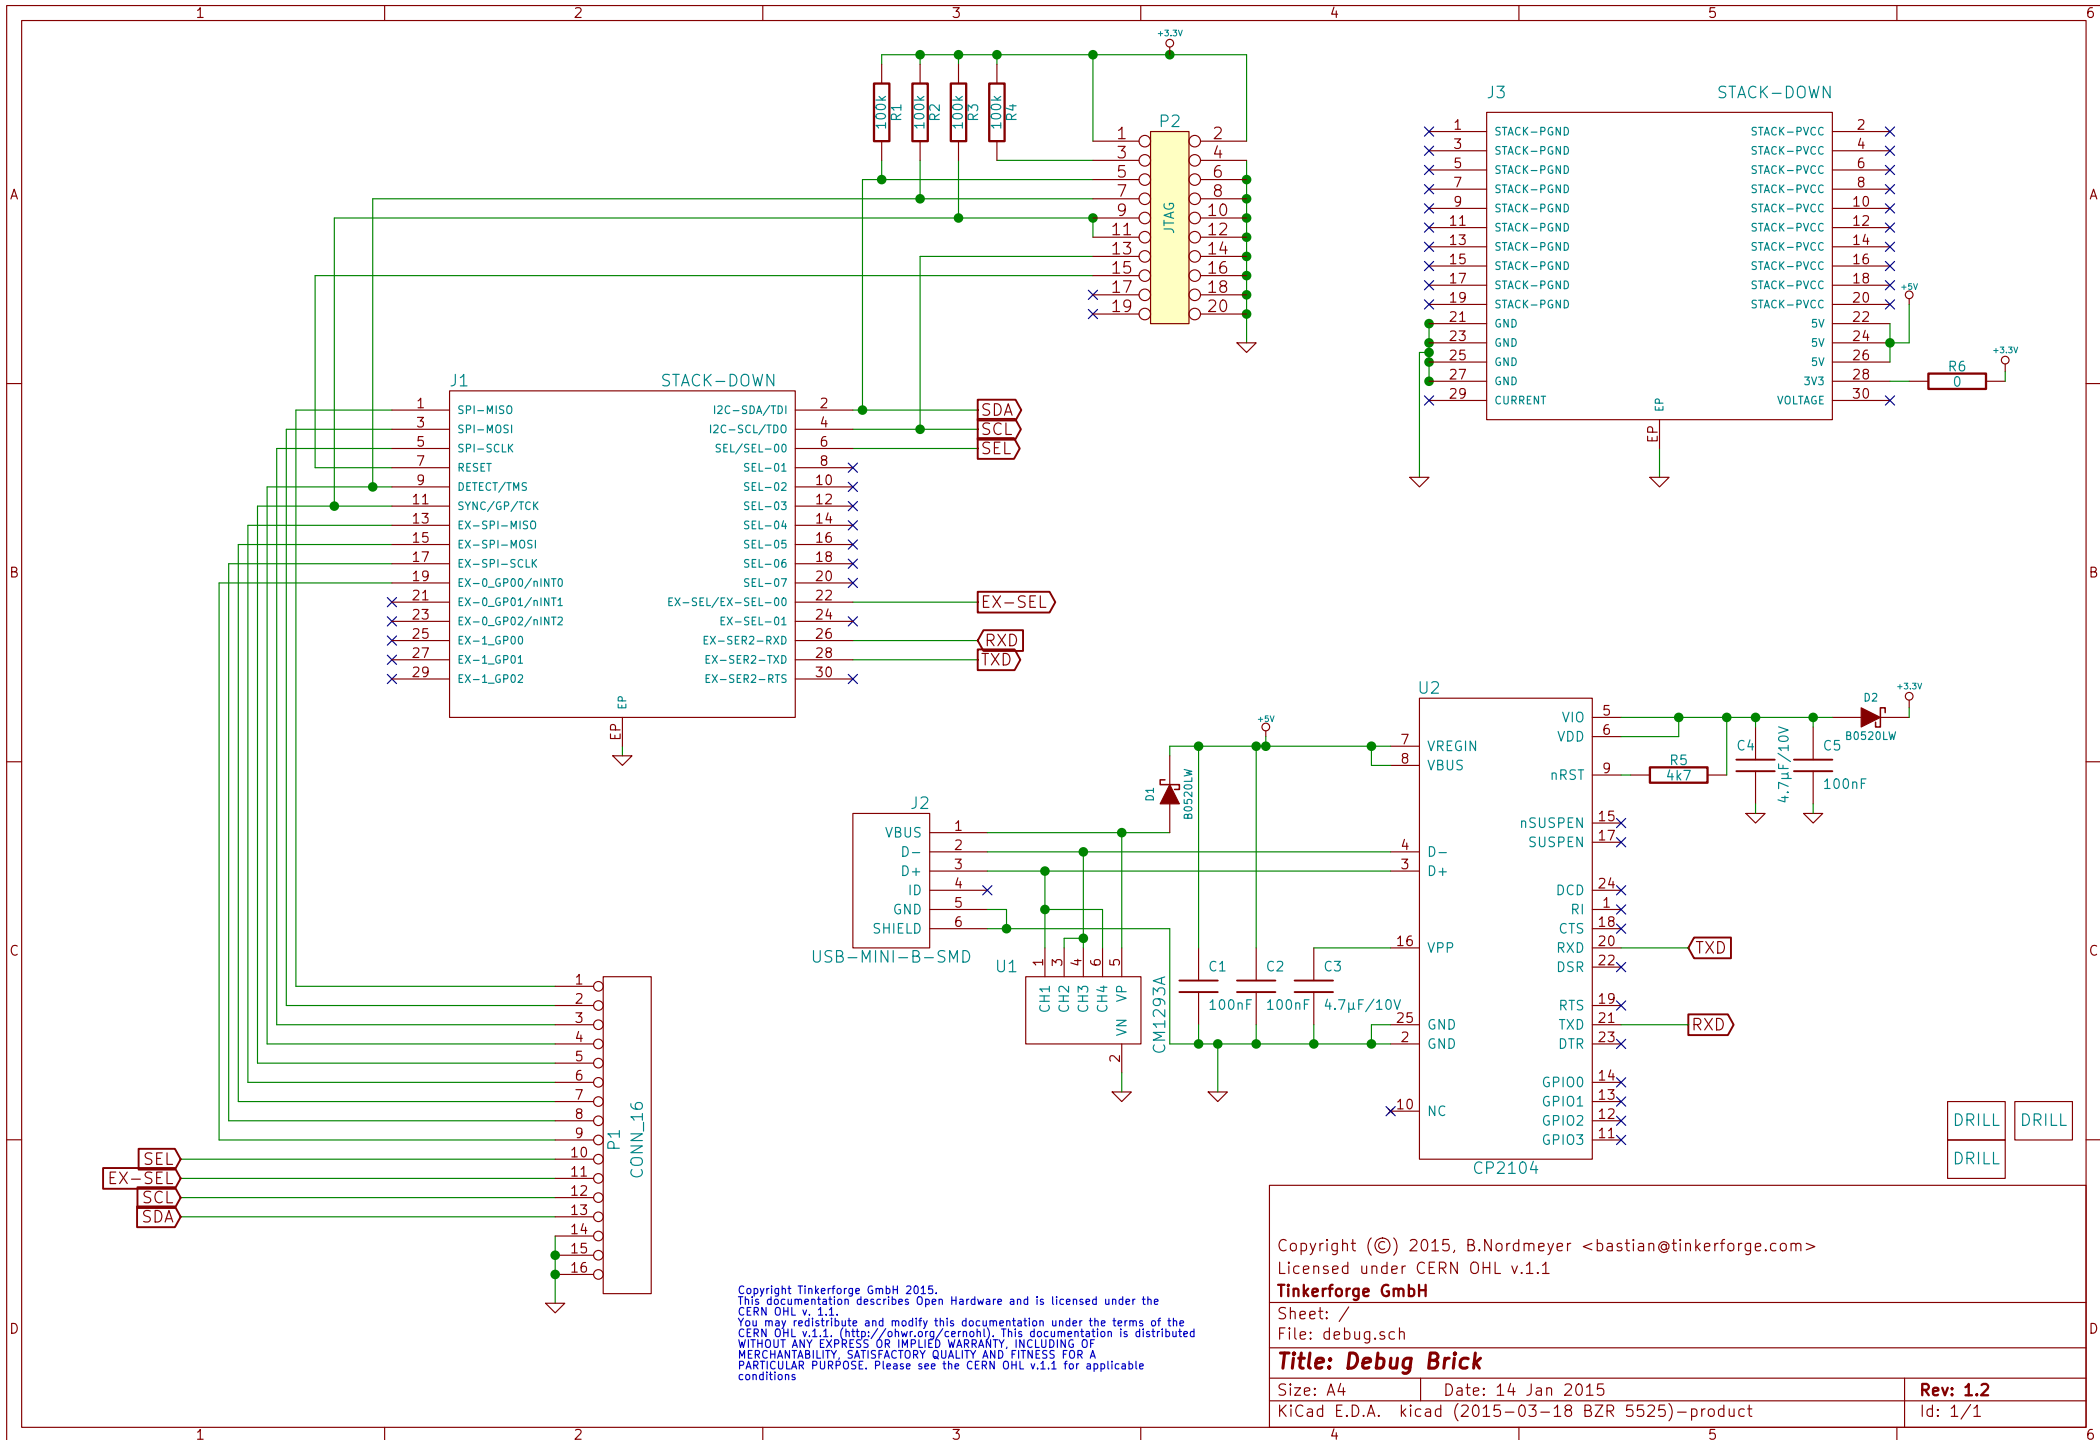 1 2 3 4 5 6
A
B
C
D
+3.3V
100k R1
100k R2
100k R3
100k R4
P2
JTAG
1 2
3 4
5 6
7 8
9 10
11 12
13 14
15 16
17 18
19 20
J3 STACK-DOWN
1 STACK-PGND STACK-PVCC 2
3 STACK-PGND STACK-PVCC 4
5 STACK-PGND STACK-PVCC 6
7 STACK-PGND STACK-PVCC 8
9 STACK-PGND STACK-PVCC 10
11 STACK-PGND STACK-PVCC 12
13 STACK-PGND STACK-PVCC 14
15 STACK-PGND STACK-PVCC 16
17 STACK-PGND STACK-PVCC 18
19 STACK-PGND STACK-PVCC 20
21 GND 5V 22
23 GND 5V 24
25 GND 5V 26
27 GND 3V3 28
29 CURRENT VOLTAGE 30
EP
EP
+5V
R6
0
+3.3V
J1 STACK-DOWN
1 SPI-MISO I2C-SDA/TDI 2
3 SPI-MOSI I2C-SCL/TDO 4
5 SPI-SCLK SEL/SEL-00 6
7 RESET SEL-01 8
9 DETECT/TMS SEL-02 10
11 SYNC/GP/TCK SEL-03 12
13 EX-SPI-MISO SEL-04 14
15 EX-SPI-MOSI SEL-05 16
17 EX-SPI-SCLK SEL-06 18
19 EX-0_GP00/nINT0 SEL-07 20
21 EX-0_GP01/nINT1 EX-SEL/EX-SEL-00 22
23 EX-0_GP02/nINT2 EX-SEL-01 24
25 EX-1_GP00 EX-SER2-RXD 26
27 EX-1_GP01 EX-SER2-TXD 28
29 EX-1_GP02 EX-SER2-RTS 30
EP
EP
SDA
SCL
SEL
EX-SEL
RXD
TXD
J2
VBUS 1
D- 2
D+ 3
ID 4
GND 5
SHIELD 6
USB-MINI-B-SMD
D1
B0520LW
+5V
U1
1 3 4 6 5
CH1 CH2 CH3 CH4 VP
VN
2
CM1293A
C1
100nF
C2
100nF
C3
4.7µF/10V
U2
7 VREGIN
8 VBUS
4 D-
3 D+
16 VPP
25 GND
2 GND
10 NC
VIO 5
VDD 6
nRST 9
nSUSPEN 15
SUSPEN 17
DCD 24
RI 1
CTS 18
RXD 20
DSR 22
RTS 19
TXD 21
DTR 23
GPIO0 14
GPIO1 13
GPIO2 12
GPIO3 11
CP2104
TXD
RXD
R5
4k7
C4
4.7µF/10V
C5
100nF
D2
B0520LW
+3.3V
1
2
3
4
5
6
7
8
9
10
11
12
13
14
15
16
P1
CONN_16
SEL
EX-SEL
SCL
SDA
DRILL DRILL
DRILL
Copyright Tinkerforge GmbH 2015.
This documentation describes Open Hardware and is licensed under the
CERN OHL v. 1.1.
You may redistribute and modify this documentation under the terms of the
CERN OHL v.1.1. (http://ohwr.org/cernohl). This documentation is distributed
WITHOUT ANY EXPRESS OR IMPLIED WARRANTY, INCLUDING OF
MERCHANTABILITY, SATISFACTORY QUALITY AND FITNESS FOR A
PARTICULAR PURPOSE. Please see the CERN OHL v.1.1 for applicable
conditions
Copyright (©) 2015, B.Nordmeyer <bastian@tinkerforge.com>
Licensed under CERN OHL v.1.1
Tinkerforge GmbH
Sheet: /
File: debug.sch
Title: Debug Brick
Size: A4 Date: 14 Jan 2015 Rev: 1.2
KiCad E.D.A. kicad (2015-03-18 BZR 5525)-product Id: 1/1
A
B
C
D
1 2 3 4 5 6